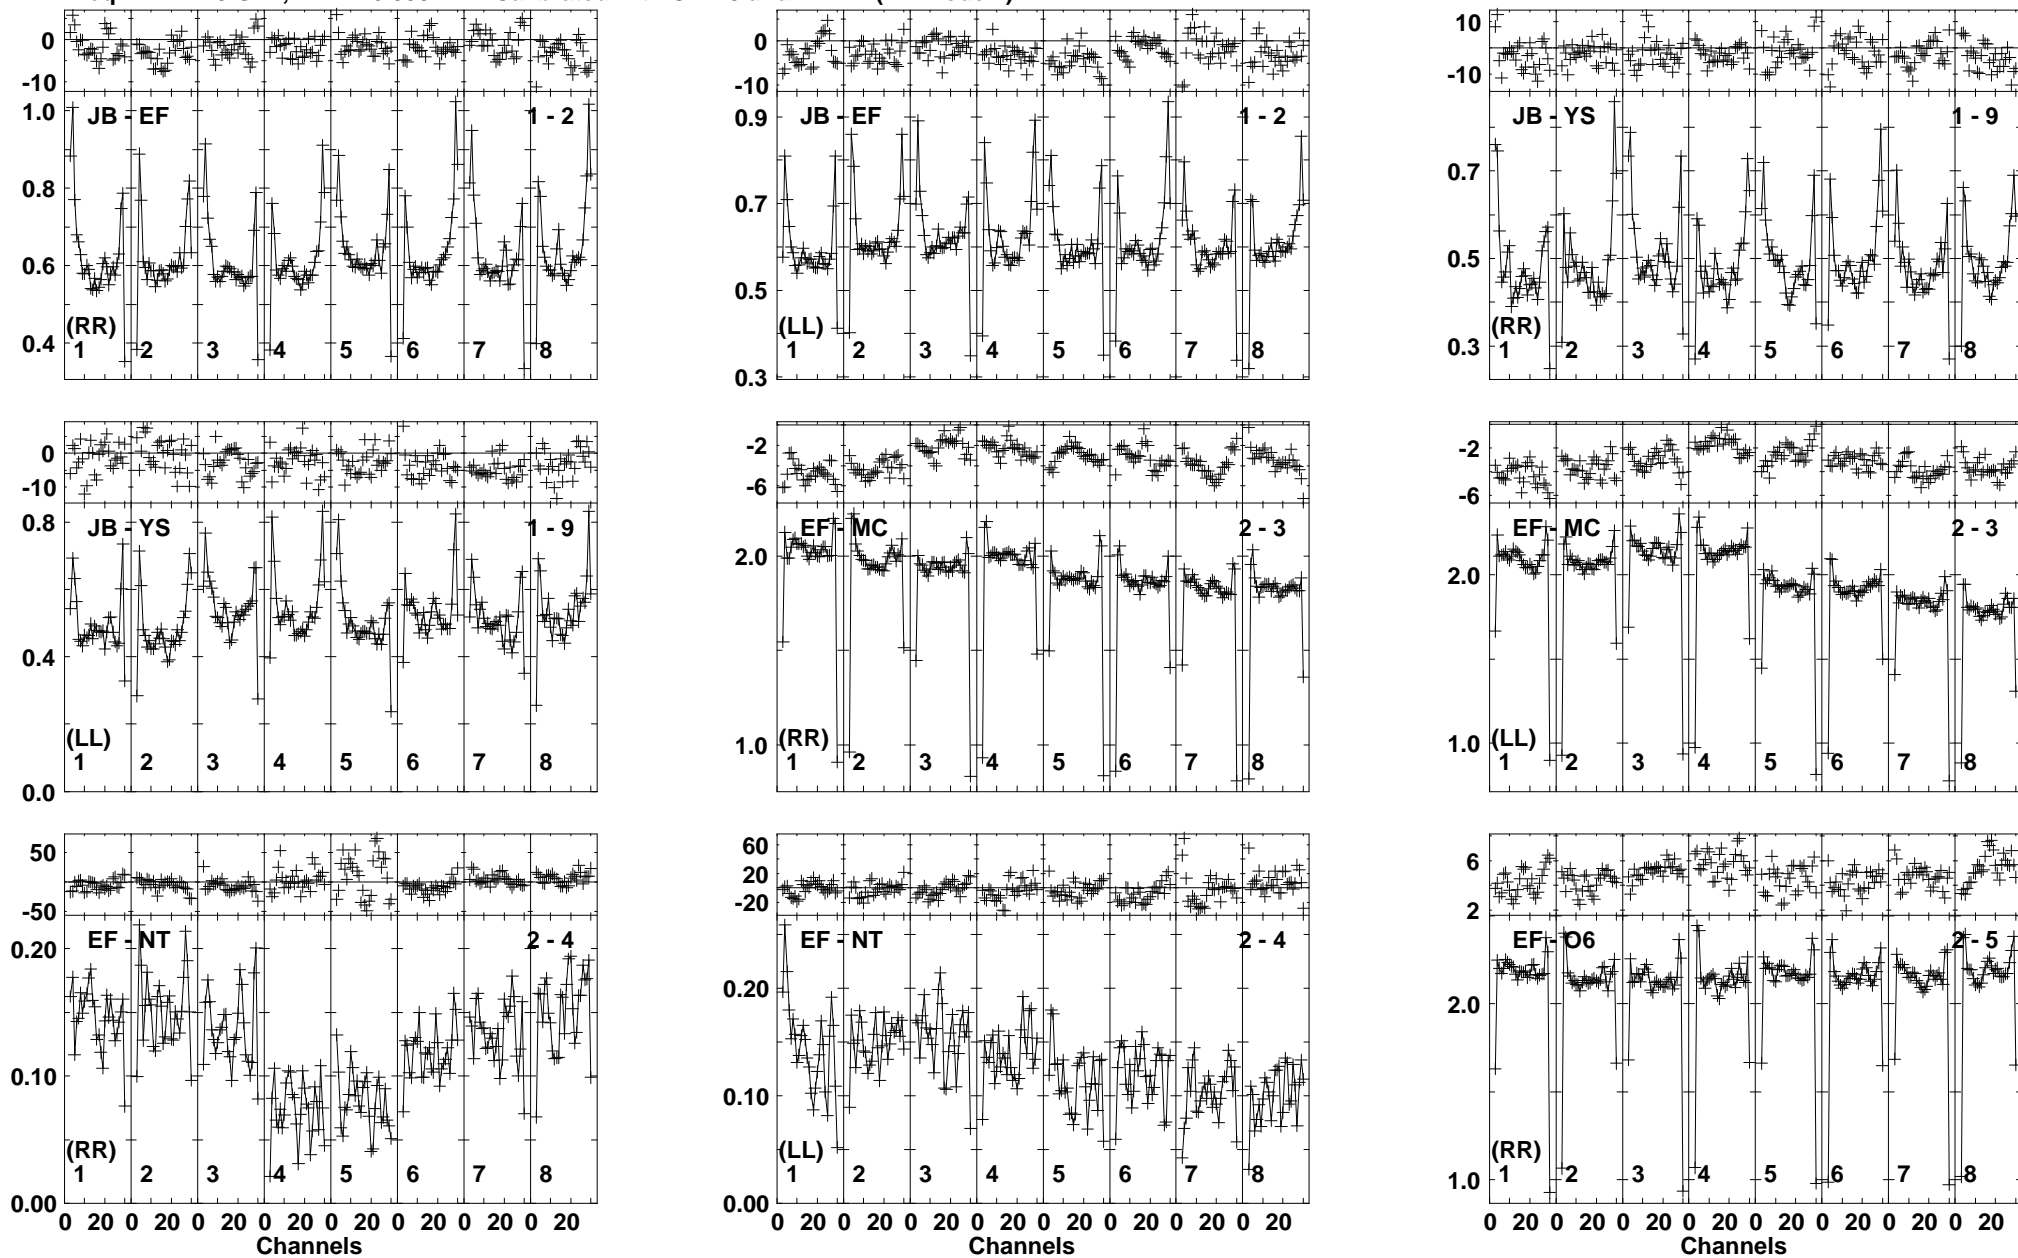 0
-10
1.0
JB - EF 1 - 2
0.8
0.6
(RR)
0.4
1 2 3 4 5 6 7 8
0
-10
0.9
JB - EF 1 - 2
0.7
0.5
(LL)
1 2 3 4 5 6 7 8
0.3
10
-10
JB - YS 1 - 9
0.7
0.5
(RR)
0.3
1 2 3 4 5 6 7 8
0
-10
0.8
JB - YS 1 - 9
0.4
(LL)
1 2 3 4 5 6 7 8
0.0
-2
-6
EF - MC 2 - 3
2.0
1.0
(RR)
1 2 3 4 5 6 7 8
-2
-6
EF - MC 2 - 3
2.0
1.0
(LL)
1 2 3 4 5 6 7 8
50
-50
EF - NT 2 - 4
0.20
0.10
(RR)
1 2 3 4 5 6 7 8
0.00
0 20 0 20 0 20 0 20 0 20 0 20 0 20 0 20
Channels
60
20
-20
EF - NT 2 - 4
0.20
0.10
(LL)
1 2 3 4 5 6 7 8
0.00
0 20 0 20 0 20 0 20 0 20 0 20 0 20 0 20
6
2
EF - O6 2 - 5
2.0
(RR)
1.0
1 2 3 4 5 6 7 8
0 20 0 20 0 20 0 20 0 20 0 20 0 20 0 20
Channels